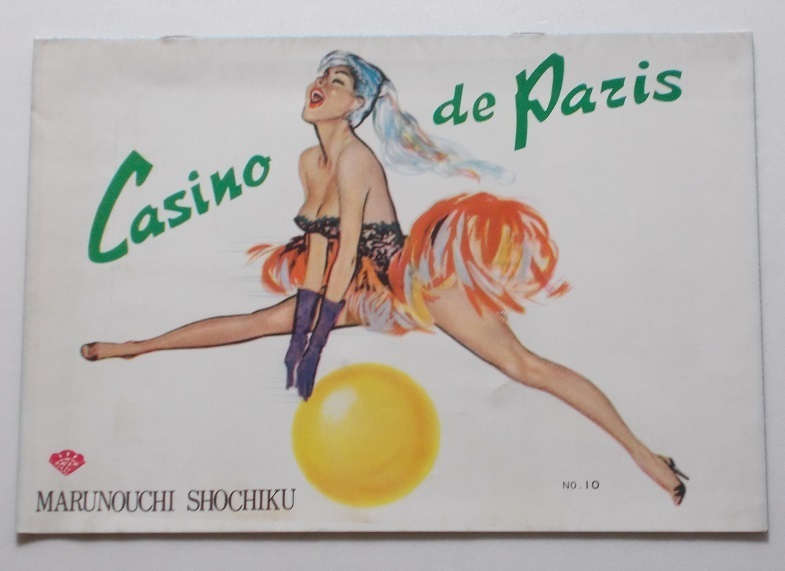 Casino de Paris
MARUNOUCHI SHOCHIKU
NO. 10